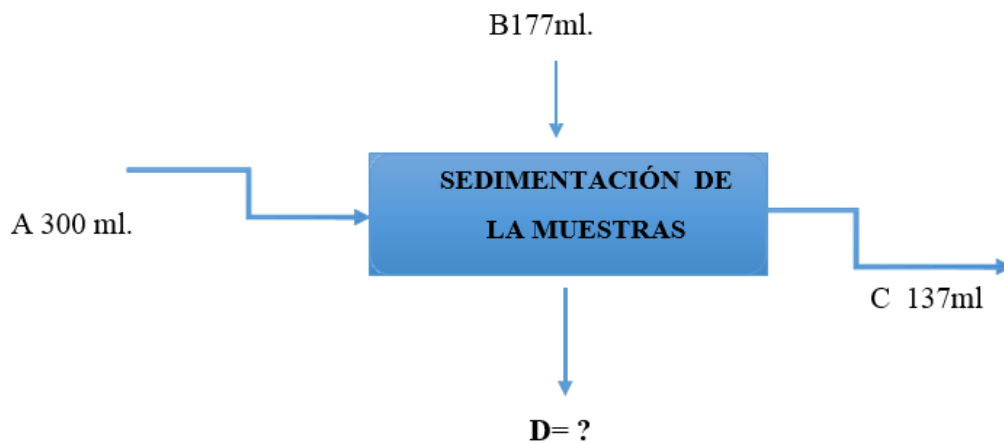 B177ml.
SEDIMENTACIÓN DE
LA MUESTRAS
A 300 ml.
C 137ml
D= ?